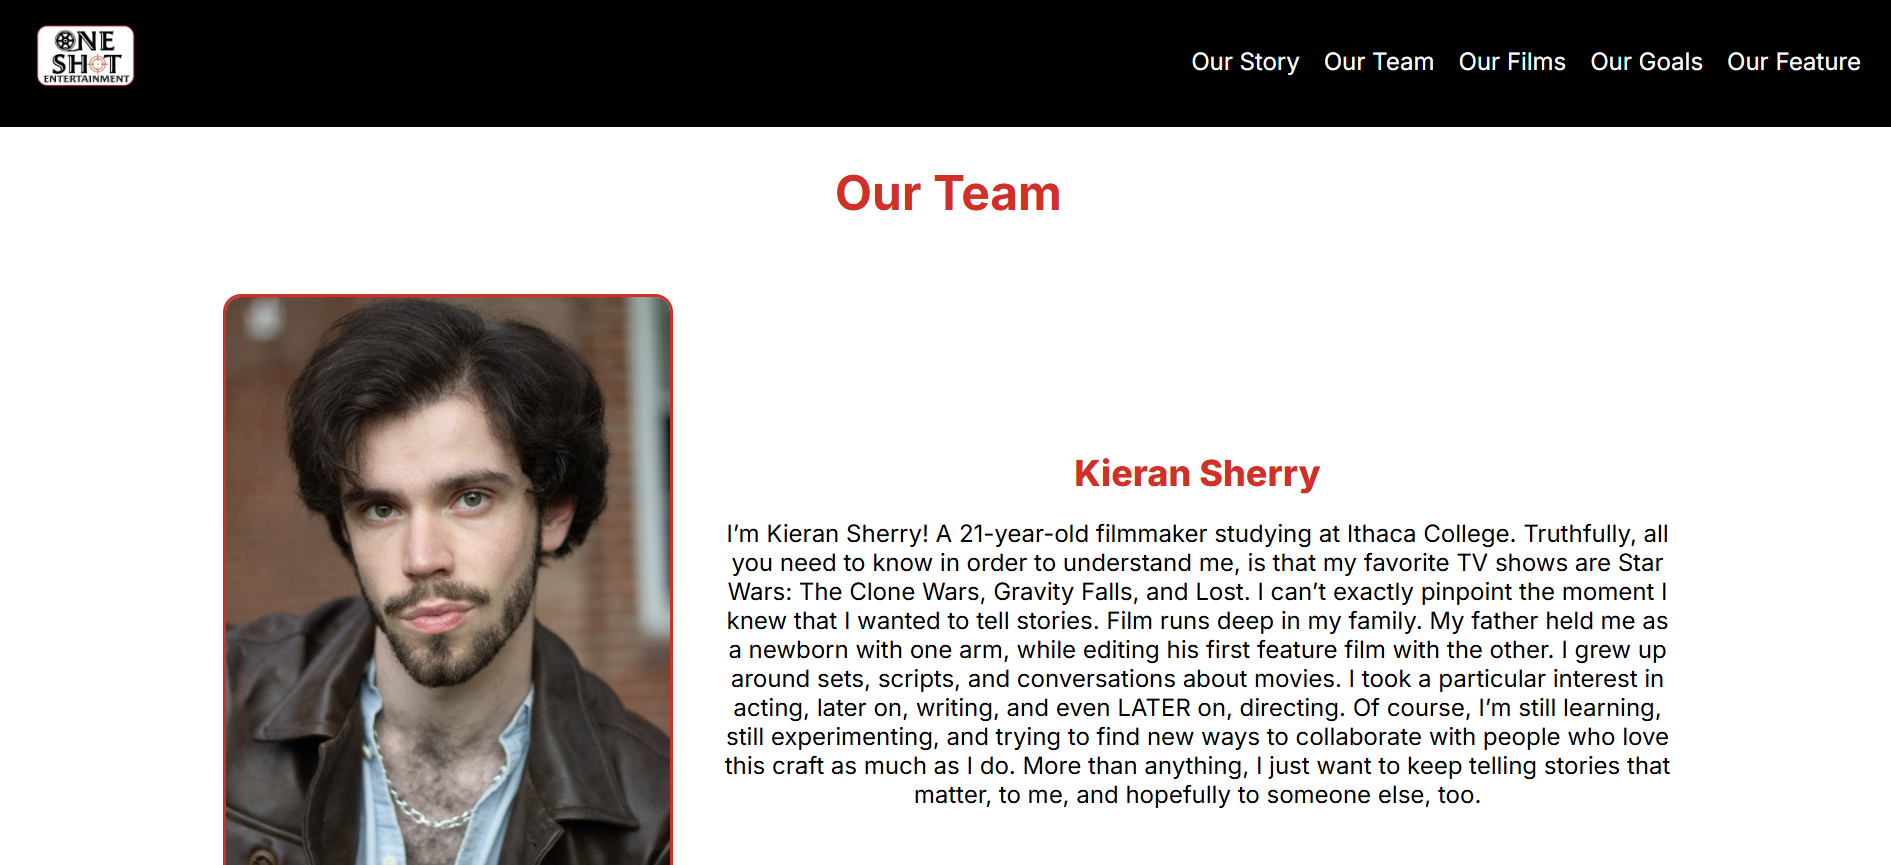 ONE
SHOT
ENTERTAINMENT
Our Story Our Team Our Films Our Goals Our Feature
Our Team
Kieran Sherry
I’m Kieran Sherry! A 21-year-old filmmaker studying at Ithaca College. Truthfully, all
you need to know in order to understand me, is that my favorite TV shows are Star
Wars: The Clone Wars, Gravity Falls, and Lost. I can’t exactly pinpoint the moment I
knew that I wanted to tell stories. Film runs deep in my family. My father held me as
a newborn with one arm, while editing his first feature film with the other. I grew up
around sets, scripts, and conversations about movies. I took a particular interest in
acting, later on, writing, and even LATER on, directing. Of course, I’m still learning,
still experimenting, and trying to find new ways to collaborate with people who love
this craft as much as I do. More than anything, I just want to keep telling stories that
matter, to me, and hopefully to someone else, too.